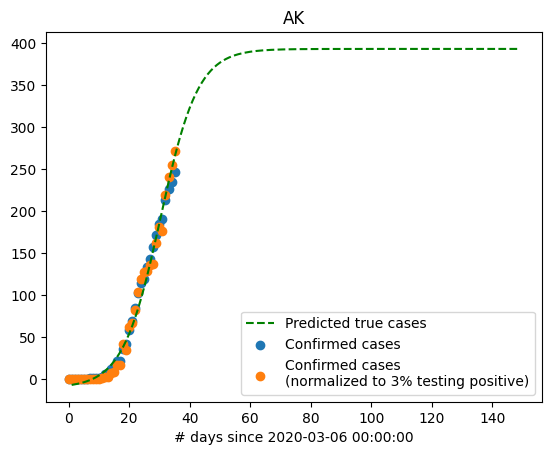 AK
400
350
300
250
200
150
100
50
0
Predicted true cases
Confirmed cases
Confirmed cases
(normalized to 3% testing positive)
0 20 40 60 80 100 120 140
# days since 2020-03-06 00:00:00